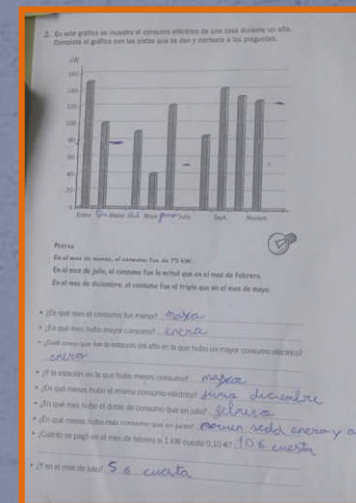 2. En este gráfico se muestra el consumo eléctrico de una casa durante un año.
Completa el gráfico con las pistas que se dan y contesta a las preguntas.
kW
160
140
120
100
80
60
40
20
0
Enero Marzo Mayo Julio Sept. Noviem.
Pistas
En el mes de marzo, el consumo fue de 75 kW.
En el mes de julio, el consumo fue la mitad que en el mes de febrero.
En el mes de diciembre, el consumo fue el triple que en el mes de mayo.
• ¿En qué mes el consumo fue menor? mayo
• ¿En qué mes hubo mayor consumo? enero
• ¿Cuál crees que fue la estación del año en la que hubo un mayor consumo eléctrico?
enero
• ¿Y la estación en la que hubo menos consumo?
• ¿En qué meses hubo el mismo consumo eléctrico? junio diciembre
• ¿En qué mes hubo el doble de consumo que en julio? febrero
• ¿En qué meses hubo más consumo que en junio? enero y
• ¿Cuánto se pagó en el mes de febrero si 1 kW cuesta 0,10 €? 10 € cuesta
• ¿Y en el mes de julio? 5 € cuesta